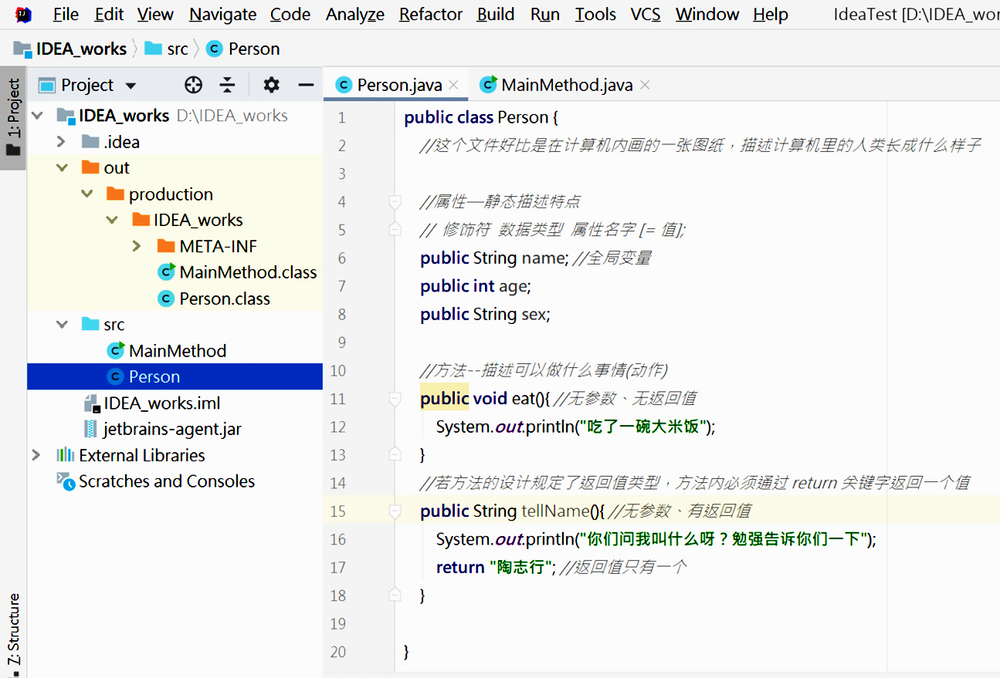 File Edit View Navigate Code Analyze Refactor Build Run Tools VCS Window Help IdeaTest [D:\IDEA_wor
IDEA_works src Person
1: Project
Project
Person.java MainMethod.java
IDEA_works D:\IDEA_works
.idea
out
production
IDEA_works
META-INF
MainMethod.class
Person.class
src
MainMethod
Person
IDEA_works.iml
jetbrains-agent.jar
External Libraries
Scratches and Consoles
Z: Structure
1 public class Person {
2 //这个文件好比是在计算机内画的一张图纸，描述计算机里的人类长成什么样子
3
4 //属性—静态描述特点
5 // 修饰符 数据类型 属性名字 [= 值];
6 public String name; //全局变量
7 public int age;
8 public String sex;
9
10 //方法--描述可以做什么事情(动作)
11 public void eat(){ //无参数、无返回值
12 System.out.println("吃了一碗大米饭");
13 }
14 //若方法的设计规定了返回值类型，方法内必须通过 return 关键字返回一个值
15 public String tellName(){ //无参数、有返回值
16 System.out.println("你们问我叫什么呀？勉强告诉你们一下");
17 return "陶志行"; //返回值只有一个
18 }
19
20 }